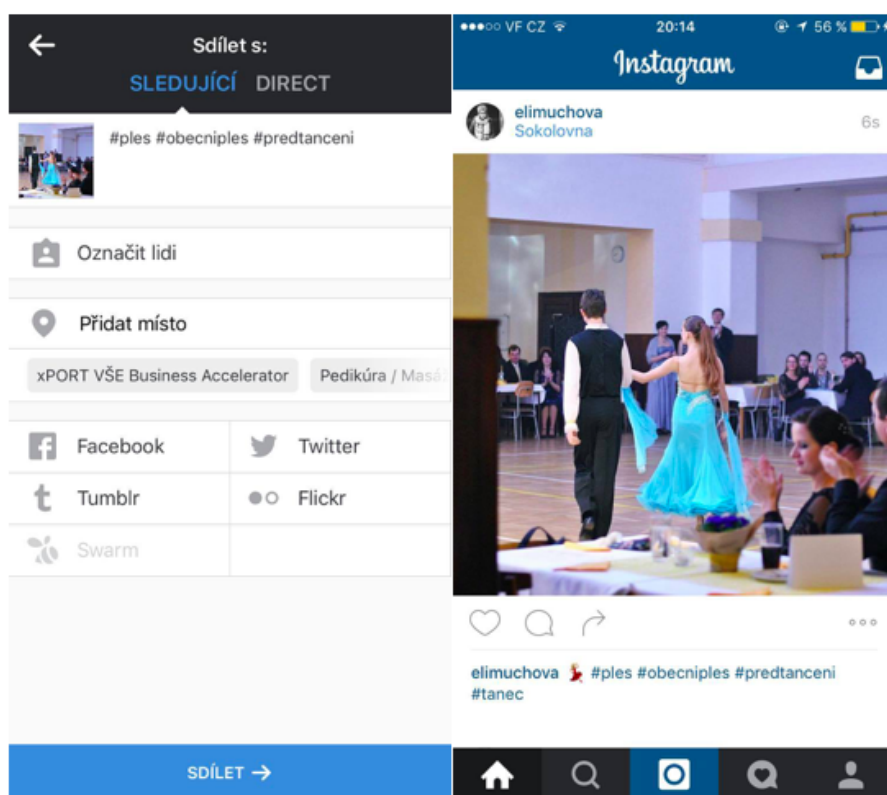 Sdílet s:
SLEDUJÍCÍ DIRECT
#ples #obecniples #predtanceni
Označit lidi
Přidat místo
xPORT VŠE Business Accelerator Pedikúra / Masáž
Facebook Twitter
Tumblr Flickr
Swarm
SDÍLET →
VF CZ 20:14 56 %
Instagram
elimuchova
Sokolovna 6s
elimuchova 💃 #ples #obecniples #predtanceni
#tanec